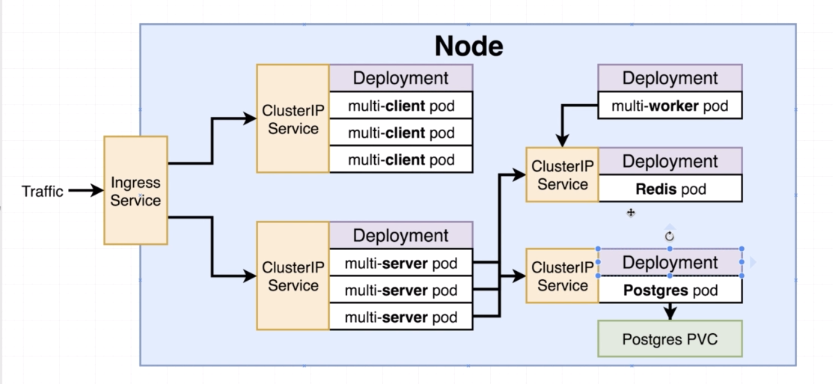 Node
Traffic
Ingress
Service
ClusterIP
Service
Deployment
multi-client pod
multi-client pod
multi-client pod
ClusterIP
Service
Deployment
multi-server pod
multi-server pod
multi-server pod
Deployment
multi-worker pod
ClusterIP
Service
Deployment
Redis pod
ClusterIP
Service
Deployment
Postgres pod
Postgres PVC